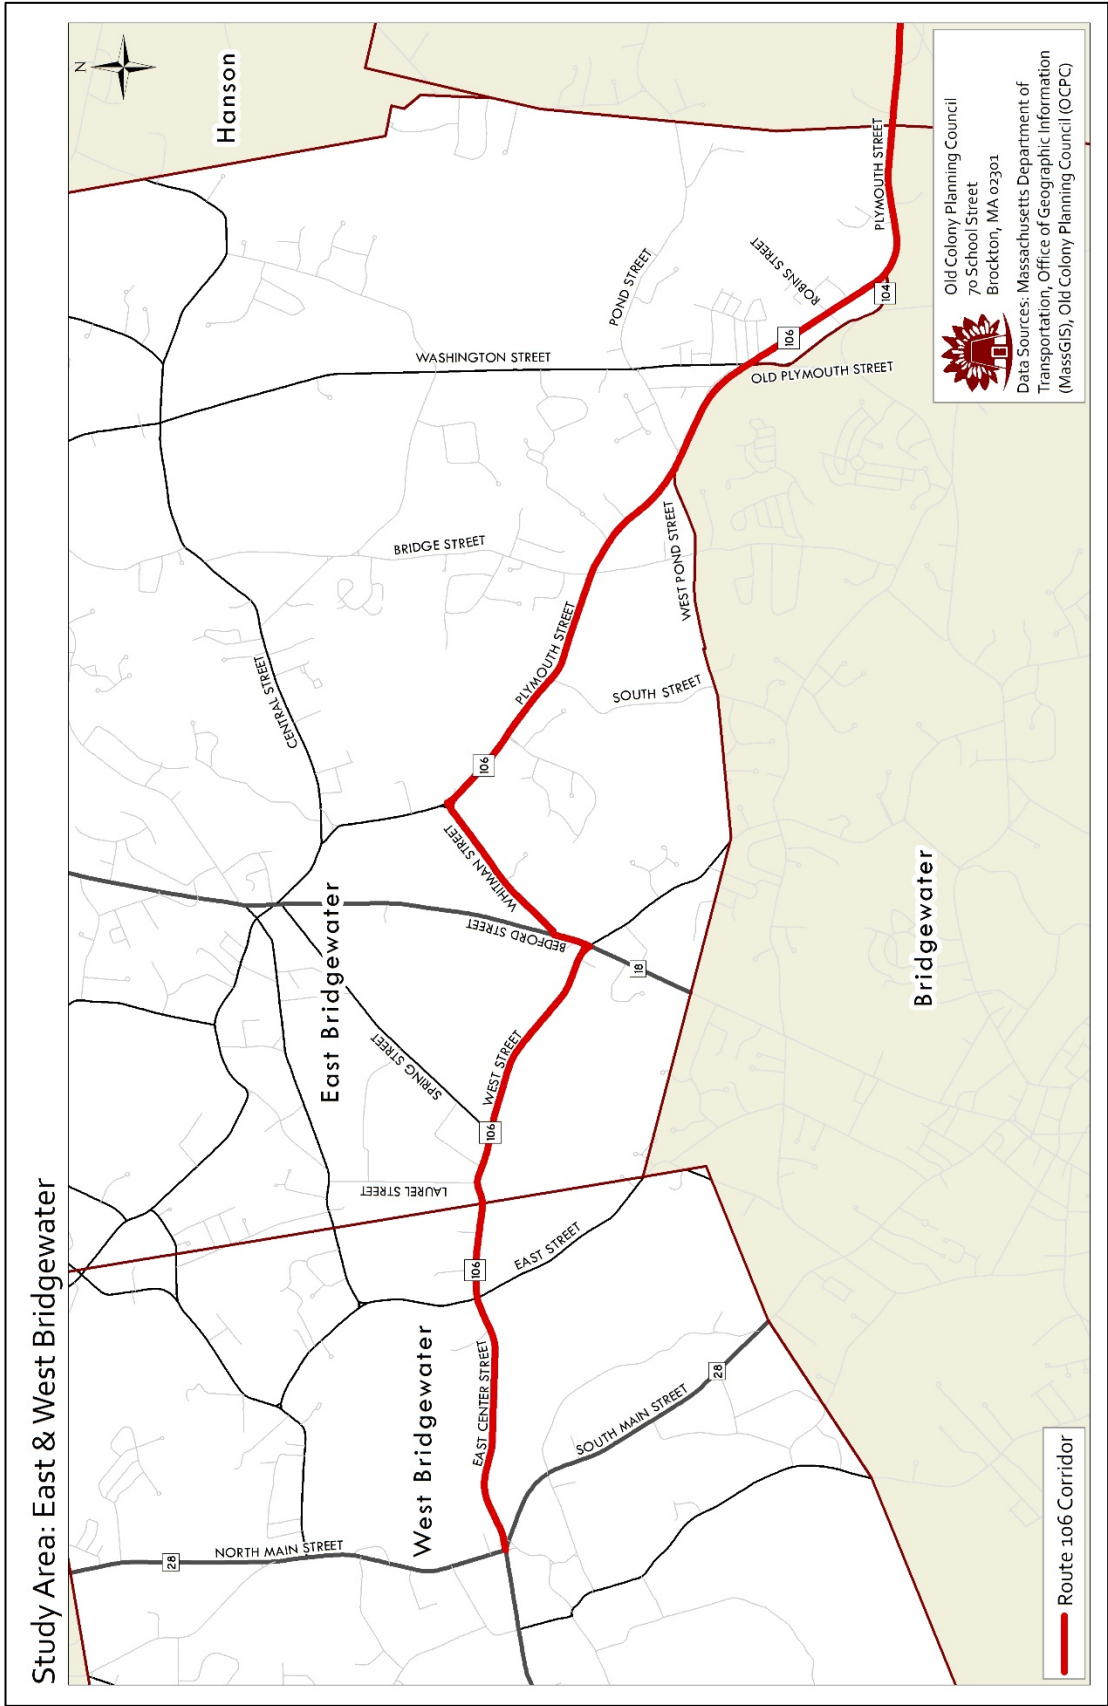 Study Area: East & West Bridgewater
N
Hanson
CENTRAL STREET
WASHINGTON STREET
POND STREET
BRIDGE STREET
East Bridgewater
SPRING STREET
BEDFORD STREET
WHITMAN STREET
106
PLYMOUTH STREET
SOUTH STREET
WEST POND STREET
ROBINS STREET
106
OLD PLYMOUTH STREET
104
PLYMOUTH STREET
28
NORTH MAIN STREET
West Bridgewater
LAUREL STREET
EAST CENTER STREET
106
EAST STREET
106
WEST STREET
18
SOUTH MAIN STREET
28
Bridgewater
Route 106 Corridor
Old Colony Planning Council
70 School Street
Brockton, MA 02301
Data Sources: Massachusetts Department of
Transportation, Office of Geographic Information
(MassGIS), Old Colony Planning Council (OCPC)